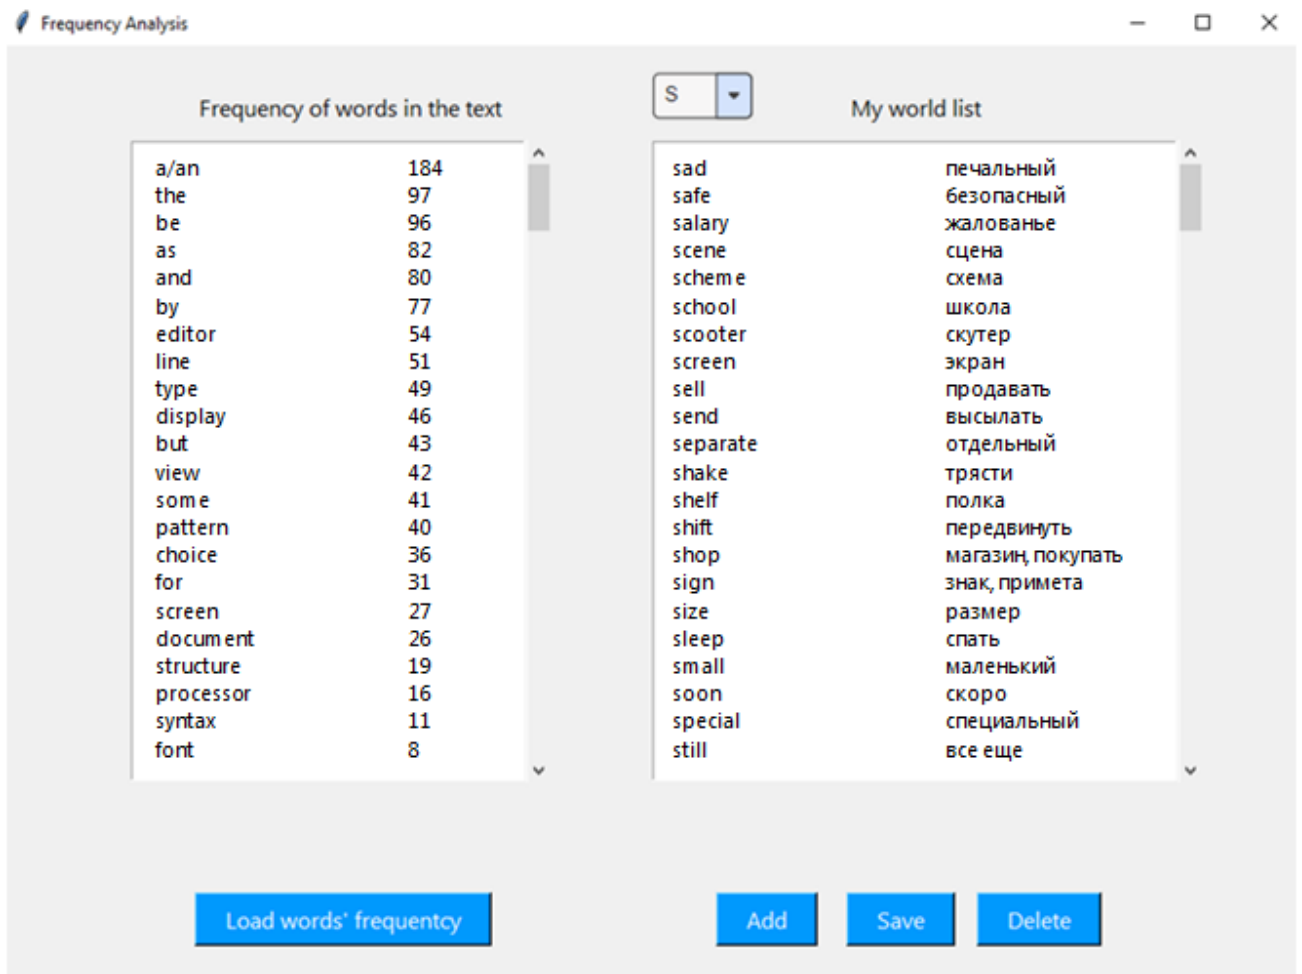 Frequency Analysis
S
Frequency of words in the text
My world list
a/an 184
the 97
be 96
as 82
and 80
by 77
editor 54
line 51
type 49
display 46
but 43
view 42
some 41
pattern 40
choice 36
for 31
screen 27
document 26
structure 19
processor 16
syntax 11
font 8
sad печальный
safe безопасный
salary жалованье
scene сцена
scheme схема
school школа
scooter скутер
screen экран
sell продавать
send высылать
separate отдельный
shake трясти
shelf полка
shift передвинуть
shop магазин, покупать
sign знак, примета
size размер
sleep спать
small маленький
soon скоро
special специальный
still все еще
Load words' frequentcy
Add
Save
Delete